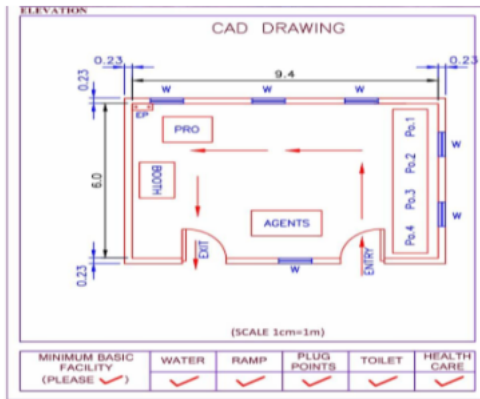 ELEVATION
CAD DRAWING
0.23
0.23
9.4
0.23
W
W
W
EP
PRO
Po.1
W
Po.2
6.0
BOOTH
Po.3
W
AGENTS
Po.4
EXIT
ENTRY
0.23
W
(SCALE 1cm=1m)
MINIMUM BASIC FACILITY (PLEASE ✓)
WATER
RAMP
PLUG POINTS
TOILET
HEALTH CARE
✓ ✓ ✓ ✓ ✓